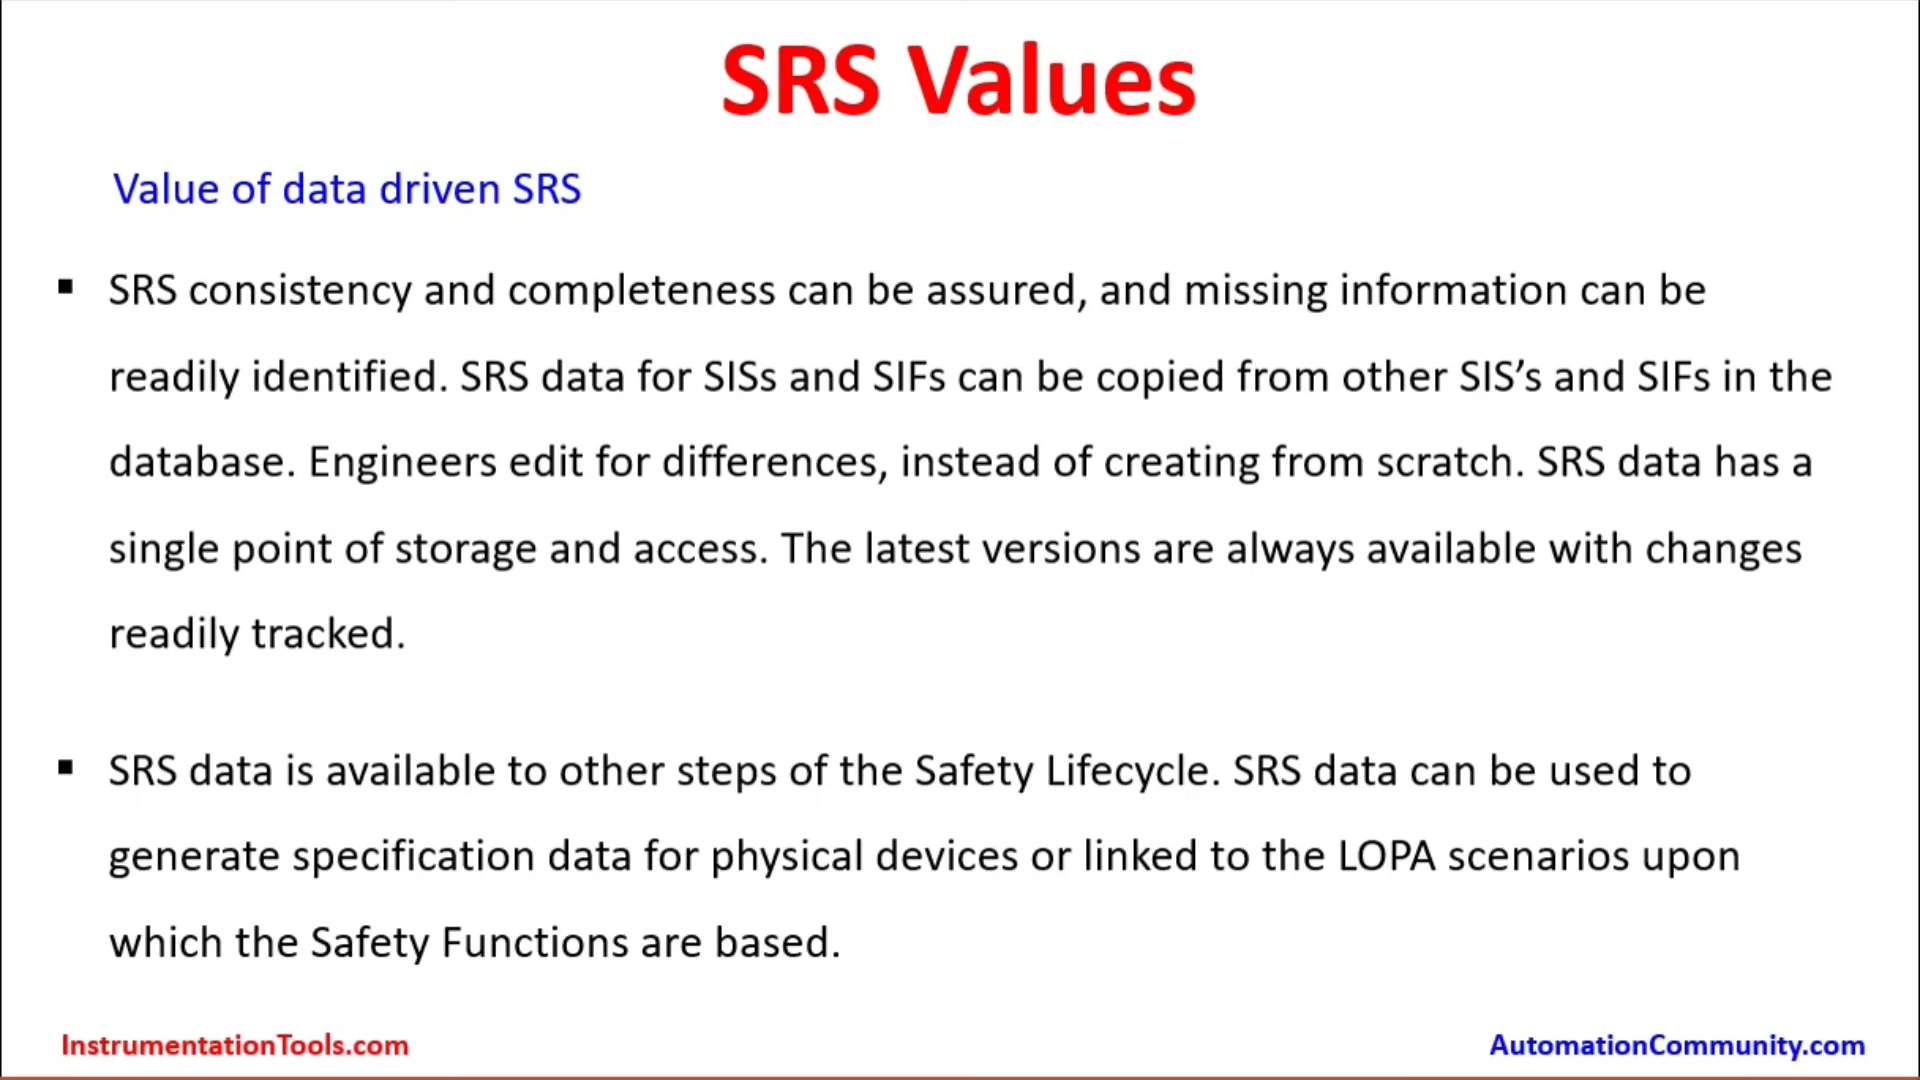 SRS Values
Value of data driven SRS
▪ SRS consistency and completeness can be assured, and missing information can be
readily identified. SRS data for SISs and SIFs can be copied from other SIS’s and SIFs in the
database. Engineers edit for differences, instead of creating from scratch. SRS data has a
single point of storage and access. The latest versions are always available with changes
readily tracked.
▪ SRS data is available to other steps of the Safety Lifecycle. SRS data can be used to
generate specification data for physical devices or linked to the LOPA scenarios upon
which the Safety Functions are based.
InstrumentationTools.com
AutomationCommunity.com